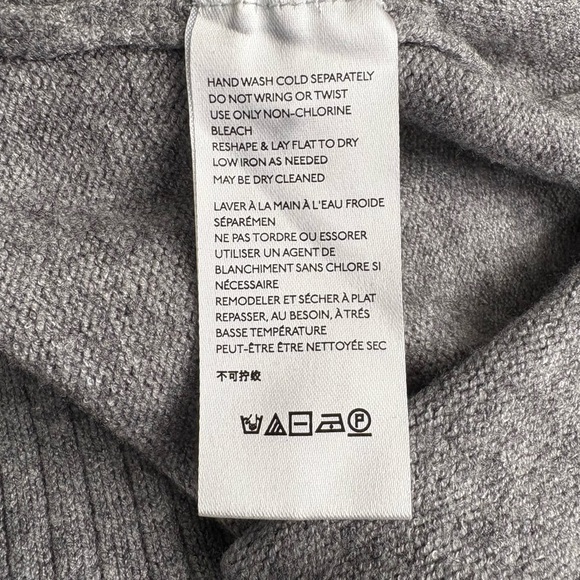 HAND WASH COLD SEPARATELY
DO NOT WRING OR TWIST
USE ONLY NON-CHLORINE
BLEACH
RESHAPE & LAY FLAT TO DRY
LOW IRON AS NEEDED
MAY BE DRY CLEANED
LAVER À LA MAIN À L'EAU FROIDE
SÉPARÉMEN
NE PAS TORDRE OU ESSORER
UTILISER UN AGENT DE
BLANCHIMENT SANS CHLORE SI
NÉCESSAIRE
REMODELER ET SÉCHER À PLAT
REPASSER, AU BESOIN, À TRÉS
BASSE TEMPÉRATURE
PEUT-ÊTRE ÊTRE NETTOYÉE SEC
不可拧绞
P